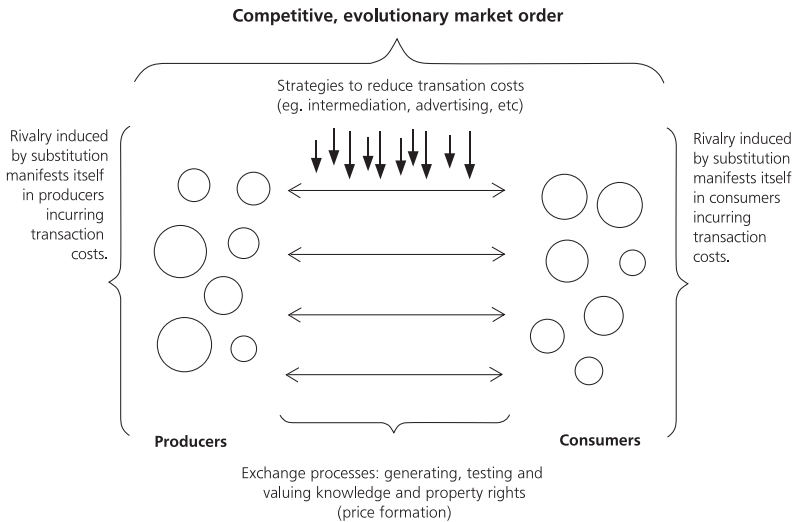 Competitive, evolutionary market order
Strategies to reduce transation costs
(eg. intermediation, advertising, etc)
Rivalry induced
by substitution
manifests itself
in producers
incurring
transaction
costs.
Rivalry induced
by substitution
manifests itself
in consumers
incurring
transaction
costs.
Producers
Consumers
Exchange processes: generating, testing and
valuing knowledge and property rights
(price formation)